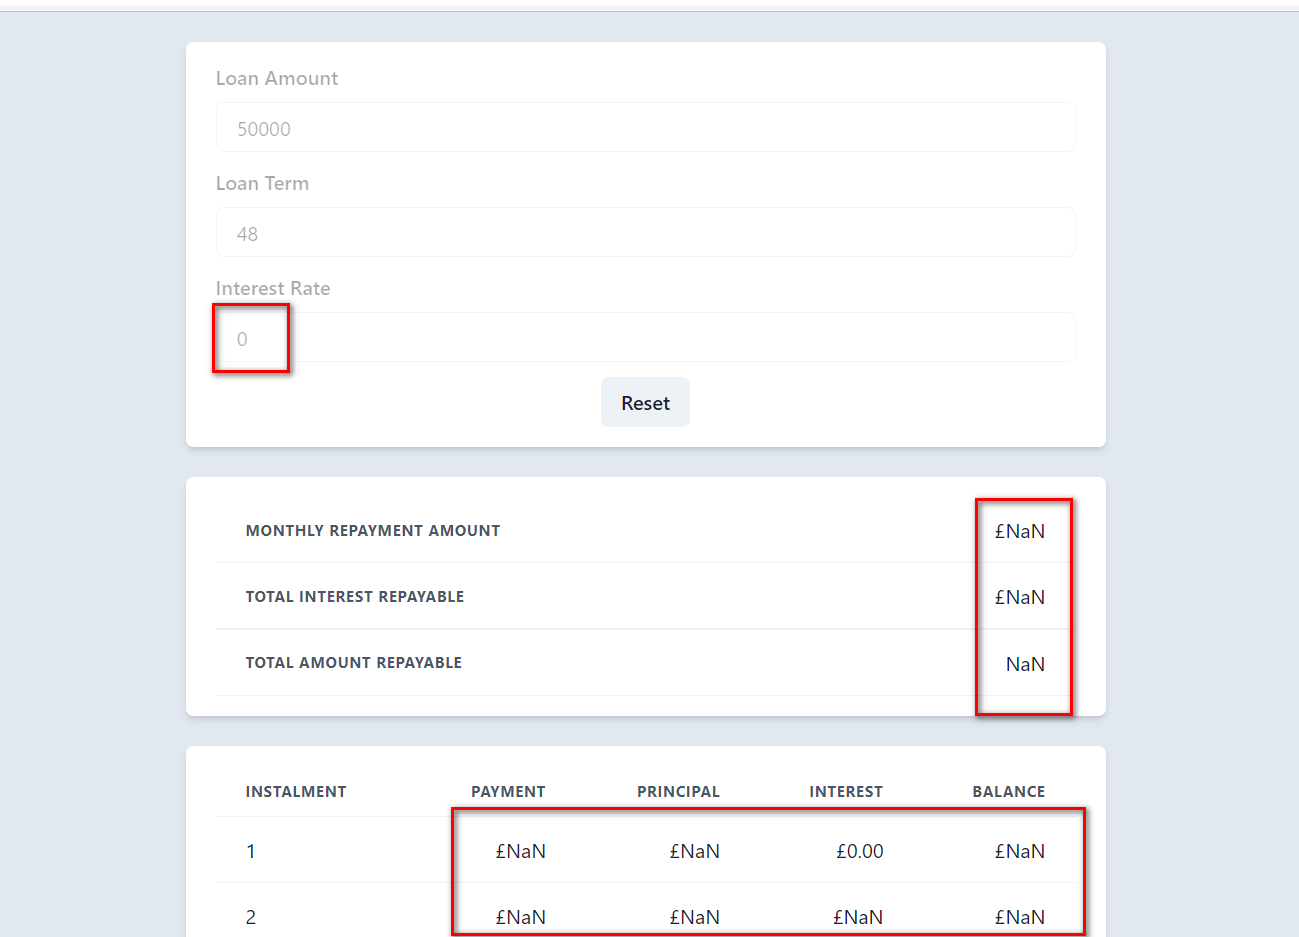 Loan Amount
50000
Loan Term
48
Interest Rate
0
Reset
MONTHLY REPAYMENT AMOUNT £NaN
TOTAL INTEREST REPAYABLE £NaN
TOTAL AMOUNT REPAYABLE NaN
INSTALMENT PAYMENT PRINCIPAL INTEREST BALANCE
1 £NaN £NaN £0.00 £NaN
2 £NaN £NaN £NaN £NaN